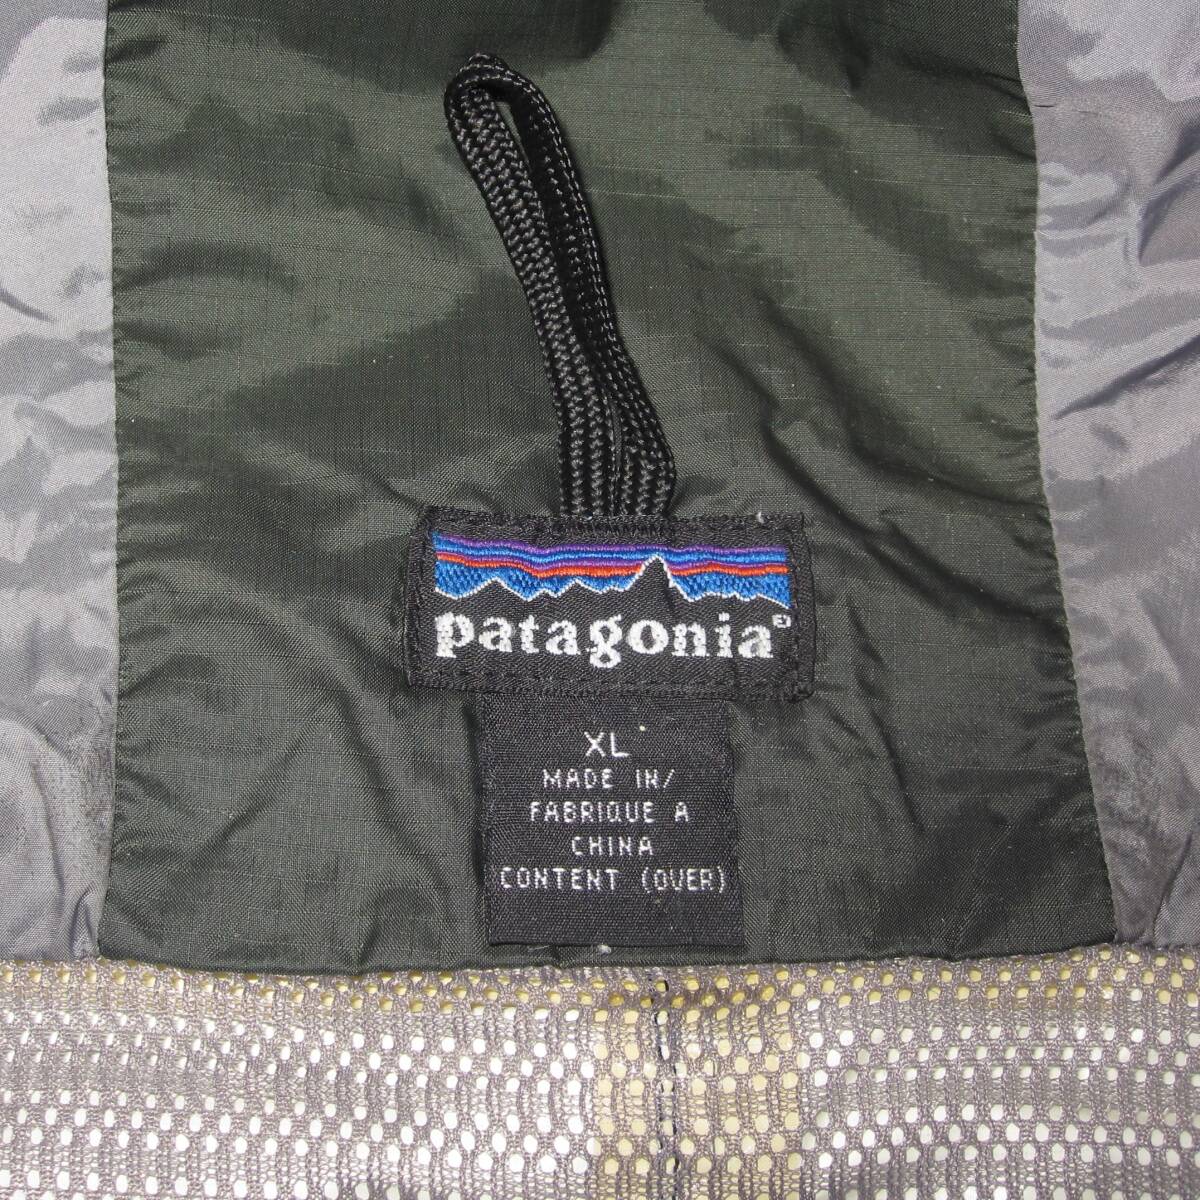 patagonia®
XL
MADE IN/
FABRIQUE A
CHINA
CONTENT (OVER)